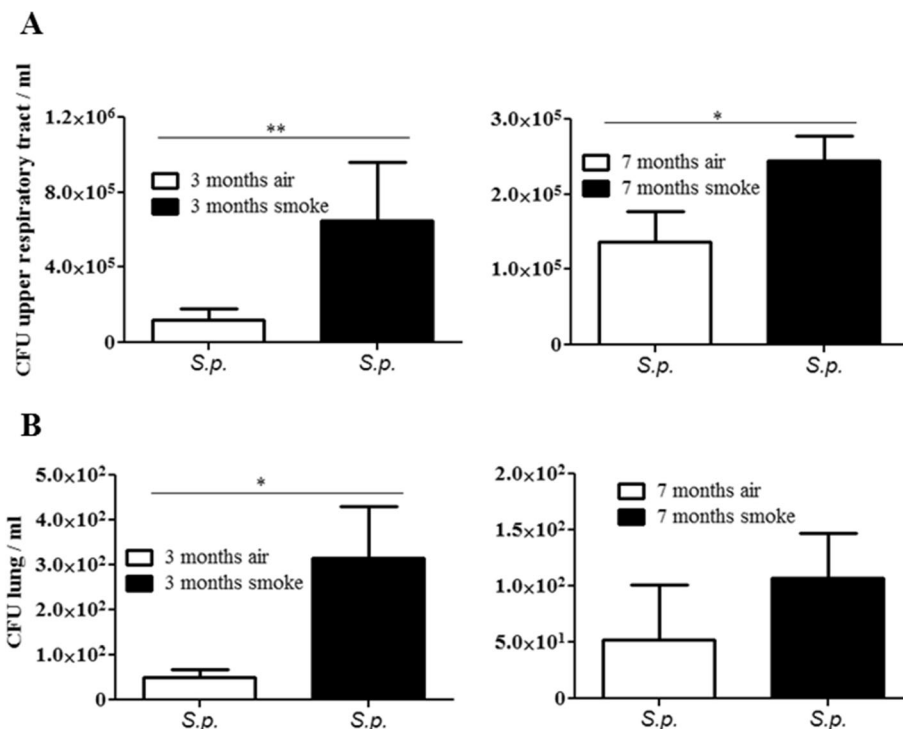 A
CFU upper respiratory tract / ml
1.2×10⁶
8.0×10⁵
4.0×10⁵
0
**
3 months air
3 months smoke
S.p. S.p.
3.0×10⁵
2.0×10⁵
1.0×10⁵
0
*
7 months air
7 months smoke
S.p. S.p.
B
CFU lung / ml
5.0×10²
4.0×10²
3.0×10²
2.0×10²
1.0×10²
0
*
3 months air
3 months smoke
S.p. S.p.
2.0×10²
1.5×10²
1.0×10²
5.0×10¹
0
7 months air
7 months smoke
S.p. S.p.